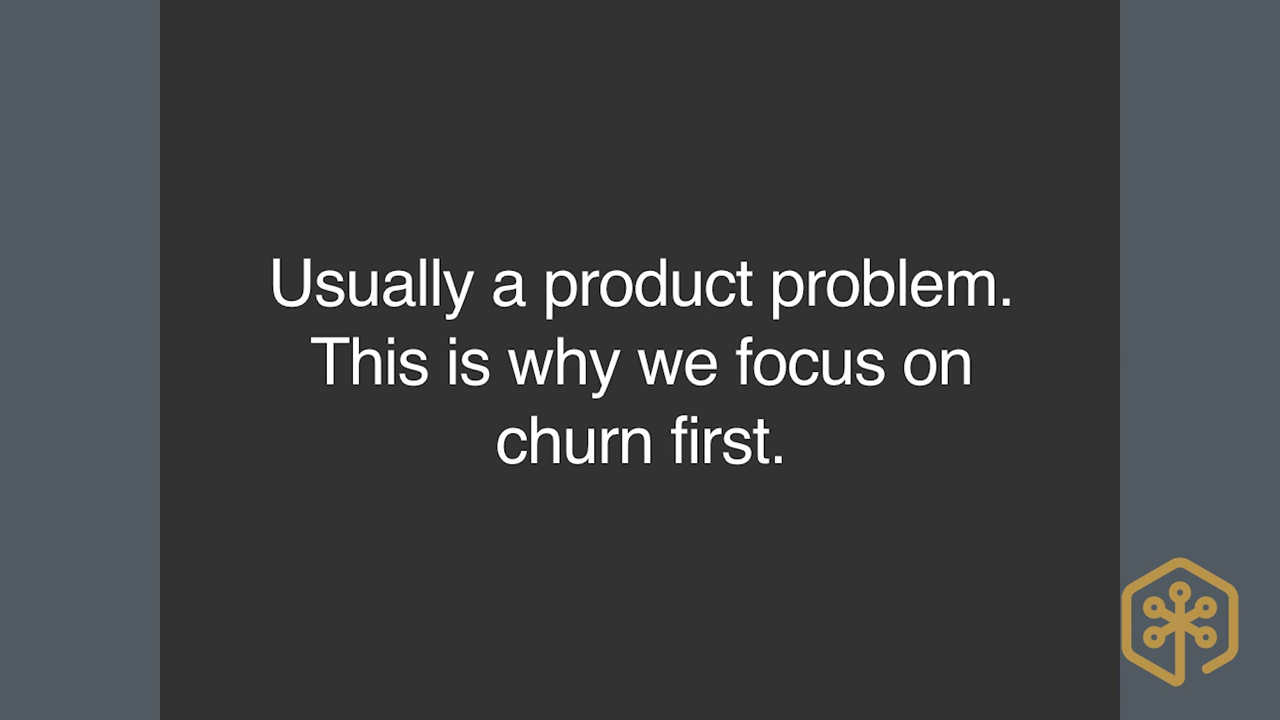 Usually a product problem.
This is why we focus on
churn first.